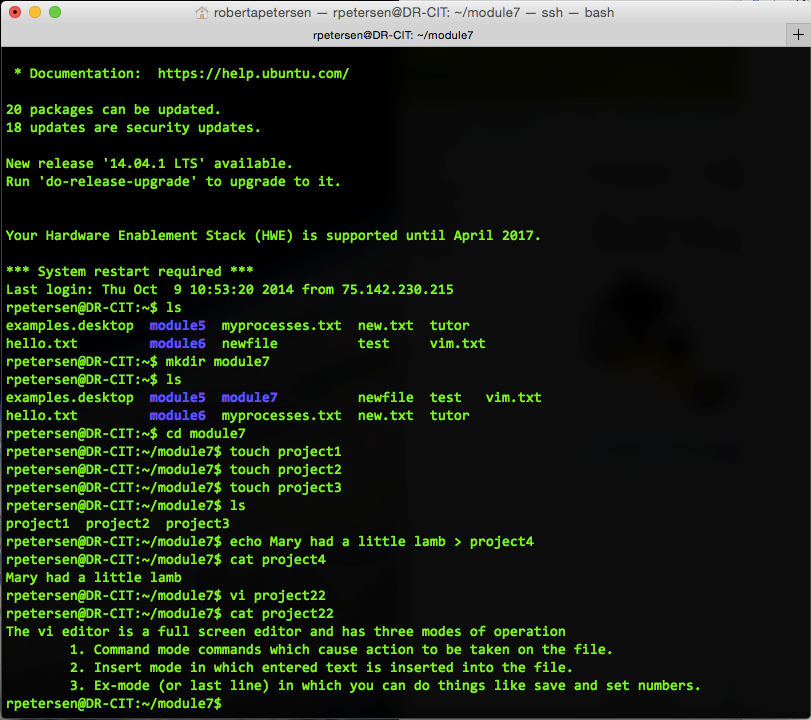 robertapetersen — rpetersen@DR-CIT: ~/module7 — ssh — bash
rpetersen@DR-CIT: ~/module7
+
 * Documentation:  https://help.ubuntu.com/
20 packages can be updated.
18 updates are security updates.
New release '14.04.1 LTS' available.
Run 'do-release-upgrade' to upgrade to it.
Your Hardware Enablement Stack (HWE) is supported until April 2017.
*** System restart required ***
Last login: Thu Oct  9 10:53:20 2014 from 75.142.230.215
rpetersen@DR-CIT:~$ ls
examples.desktop  module5  myprocesses.txt  new.txt  tutor
hello.txt         module6  newfile          test     vim.txt
rpetersen@DR-CIT:~$ mkdir module7
rpetersen@DR-CIT:~$ ls
examples.desktop  module5  module7          newfile  test   vim.txt
hello.txt         module6  myprocesses.txt  new.txt  tutor
rpetersen@DR-CIT:~$ cd module7
rpetersen@DR-CIT:~/module7$ touch project1
rpetersen@DR-CIT:~/module7$ touch project2
rpetersen@DR-CIT:~/module7$ touch project3
rpetersen@DR-CIT:~/module7$ ls
project1  project2  project3
rpetersen@DR-CIT:~/module7$ echo Mary had a little lamb > project4
rpetersen@DR-CIT:~/module7$ cat project4
Mary had a little lamb
rpetersen@DR-CIT:~/module7$ vi project22
rpetersen@DR-CIT:~/module7$ cat project22
The vi editor is a full screen editor and has three modes of operation
        1. Command mode commands which cause action to be taken on the file.
        2. Insert mode in which entered text is inserted into the file.
        3. Ex-mode (or last line) in which you can do things like save and set numbers.
rpetersen@DR-CIT:~/module7$